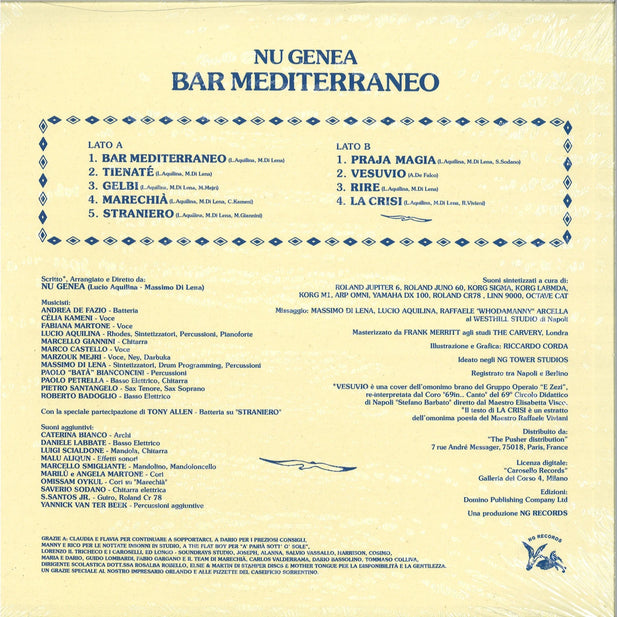 NU GENEA
BAR MEDITERRANEO
LATO A
1. BAR MEDITERRANEO (L.Aquilina, M.Di Lena)
2. TIENATÉ (L.Aquilina, M.Di Lena)
3. GELBI (L.Aquilina, M.Di Lena, M.Mejri)
4. MARECHIÀ (L.Aquilina, M.Di Lena, C.Kameni)
5. STRANIERO (L.Aquilina, M.Di Lena, M.Giannini)
LATO B
1. PRAJA MAGIA (L.Aquilina, M.Di Lena, S.Sodano)
2. VESUVIO (A.De Falco)
3. RIRE (L.Aquilina, M.Di Lena)
4. LA CRISI (L.Aquilina, M.Di Lena, R.Viviani)
Scritto*, Arrangiato e Diretto da:
NU GENEA (Lucio Aquilina - Massimo Di Lena)
Musicisti:
ANDREA DE FAZIO - Batteria
CÉLIA KAMENI - Voce
FABIANA MARTONE - Voce
LUCIO AQUILINA - Rhodes, Sintetizzatori, Percussioni, Pianoforte
MARCELLO GIANNINI - Chitarra
MARCO CASTELLO - Voce
MARZOUK MEJRI - Voce, Ney, Darbuka
MASSIMO DI LENA - Sintetizzatori, Drum Programming, Percussioni
PAOLO "BATÀ" BIANCONCINI - Percussioni
PAOLO PETRELLA - Basso Elettrico, Chitarra
PIETRO SANTANGELO - Sax Tenore, Sax Soprano
ROBERTO BADOGLIO - Basso Elettrico
Con la speciale partecipazione di TONY ALLEN - Batteria su "STRANIERO"
Suoni aggiuntivi:
CATERINA BIANCO - Archi
DANIELE LABBATE - Basso Elettrico
LUIGI SCIALDONE - Mandola, Chitarra
MALU ALIQUN - Effetti sonori
MARCELLO SMIGLIANTE - Mandolino, Mandoloncello
MARILÙ e ANGELA MARTONE - Cori
OMISSAM OYKUL - Cori su "Marechià"
SAVERIO SODANO - Chitarra elettrica
S.SANTOS JR. - Guiro, Roland Cr 78
YANNICK VAN TER BEEK - Percussioni aggiuntive
Suoni sintetizzati a cura di:
ROLAND JUPITER 6, ROLAND JUNO 60, KORG SIGMA, KORG LABMDA,
KORG M1, ARP OMNI, YAMAHA DX 100, ROLAND CR78 , LINN 9000, OCTAVE CAT
Missaggio: MASSIMO DI LENA, LUCIO AQUILINA, RAFFAELE "WHODAMANNY" ARCELLA
al WESTHILL STUDIO di Napoli
Masterizzato da FRANK MERRITT agli studi THE CARVERY, Londra
Illustrazione e Grafica: RICCARDO CORDA
Ideato negli NG TOWER STUDIOS
Registrato tra Napoli e Berlino
*VESUVIO è una cover dell'omonimo brano del Gruppo Operaio "E Zezi",
re-interpretata dal Coro "69in... Canto" del 69° Circolo Didattico
di Napoli "Stefano Barbato" diretto dal Maestro Elisabetta Visco.
*Il testo di LA CRISI è un estratto
dell'omonima poesia del Maestro Raffaele Viviani
Distribuito da:
"The Pusher distribution"
7 rue André Messager, 75018, Paris, France
Licenza digitale:
"Carosello Records"
Galleria del Corso 4, Milano
Edizioni:
Domino Publishing Company Ltd
Una produzione NG RECORDS
GRAZIE A: CLAUDIA E FLAVIA PER CONTINUARE A SOPPORTARCI, A DARIO PER I PREZIOSI CONSIGLI,
MANNY E RICO PER LE NOTTATE INSONNI IN STUDIO, A THE FLAT BOY PER "A' PARIÀ SOTT' O' SOLE",
LORENZO IL TRICHECO E I CAROSELLI, ED LONGO - SOUNDRAYS STUDIO, JOSEPH, ALANNA, SALVIO VASSALLO, HARRISON, COSIMO,
MARIA E DARIO, GUIDO LOMBARDI, FABIO GARGANO E IL TEAM DI MARECHIÀ, CARLOS VALDERRAMA, DARIO BASSOLINO, TOMMASO COLLIVA,
DIRIGENTE SCOLASTICA DOTT.SSA ROSALBA ROBELLO, ELSIE & MARTIN DI STAMPER DISCS E MOTHER TONGUE PER LA DISPONIBILITÀ E LA GENTILEZZA.
UN GRAZIE SPECIALE AL NOSTRO IMPRESARIO ORLANDO E ALLE PIZZETTE DEL CASEIFICIO SORRENTINO.
NG RECORDS